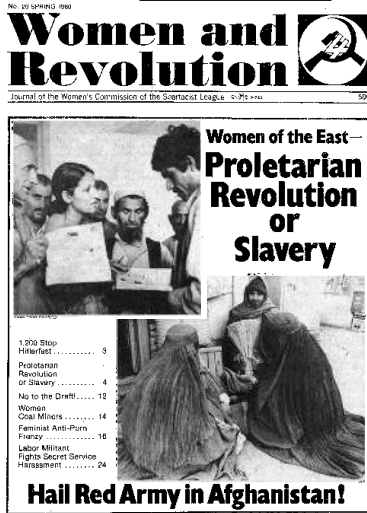 No. 20 SPRING 1980
Women and
Revolution
Journal of the Women's Commission of the Spartacist League
Women of the East—
Proletarian
Revolution
or
Slavery
1,200 Stop
Hitlerfest........... 3
Proletarian
Revolution
or Slavery.......... 4
No to the Draft!..... 12
Women
Coal Miners........ 14
Feminist Anti-Porn
Frenzy............ 16
Labor Militant
Fights Secret Service
Harassment........ 24
Hail Red Army in Afghanistan!